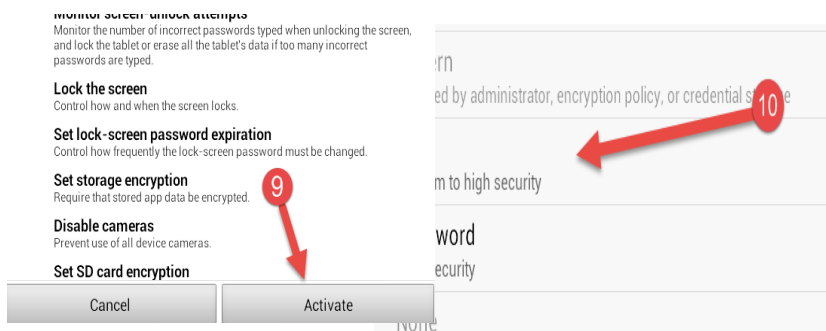 Monitor screen-unlock attempts
Monitor the number of incorrect passwords typed when unlocking the screen,
and lock the tablet or erase all the tablet's data if too many incorrect
passwords are typed.
Lock the screen
Control how and when the screen locks.
Set lock-screen password expiration
Control how frequently the lock-screen password must be changed.
Set storage encryption
Require that stored app data be encrypted.
9
Disable cameras
Prevent use of all device cameras.
Set SD card encryption
Cancel
Activate
rn
ed by administrator, encryption policy, or credential s e
10
m to high security
word
ecurity
None